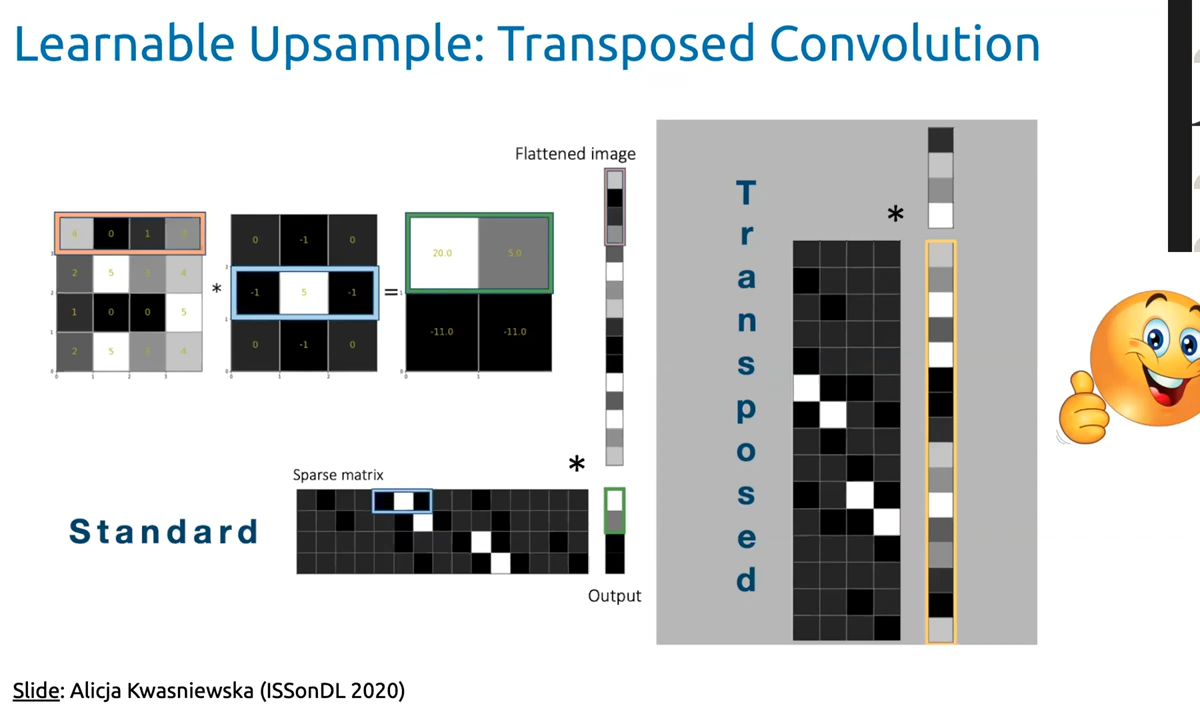 Learnable Upsample: Transposed Convolution
Flattened image
4 0 1
2 5 4
1 0 0 5
2 5 4
*
0 -1 0
-1 5 -1
0 -1 0
=
20.0 5.0
-11.0 -11.0
*
Sparse matrix
Standard
Output
Transposed
*
Slide: Alicja Kwasniewska (ISSonDL 2020)